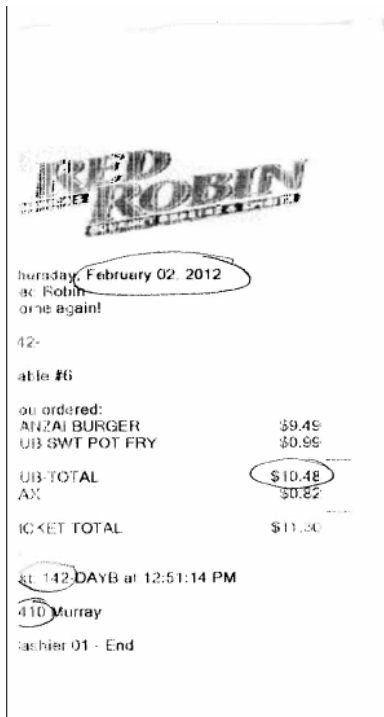 RED
ROBIN
hursday, February 02, 2012
ed Robin
ome again!
42-
able #6
ou ordered:
ANZAI BURGER $9.49
UB SWT POT FRY $0.99
UB-TOTAL $10.48
AX $0.82
ICKET TOTAL $11.30
st: 142-DAYB at 12:51:14 PM
410 Murray
ashier 01 - End